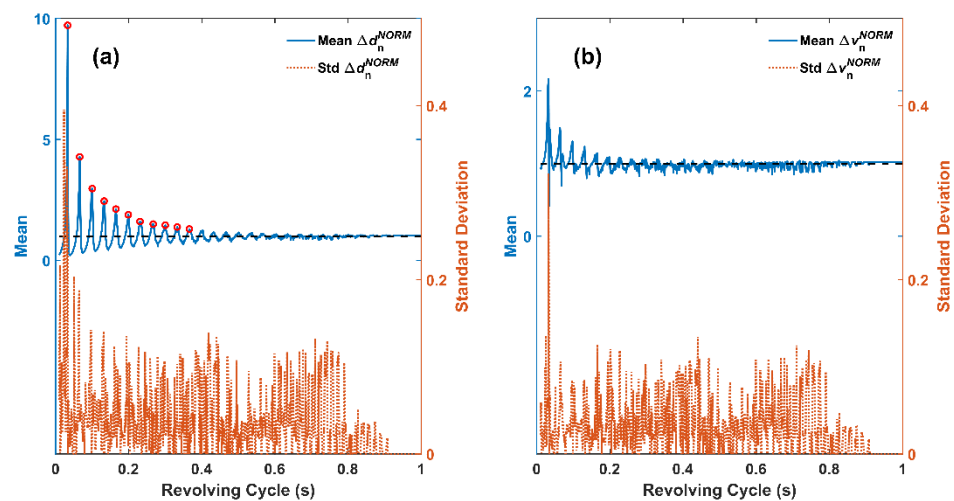 (a)
Mean Δd_n^NORM
Std Δd_n^NORM
10
5
0
Mean
0.4
0.2
0
Standard Deviation
0 0.2 0.4 0.6 0.8 1
Revolving Cycle (s)
(b)
Mean Δv_n^NORM
Std Δv_n^NORM
2
0
Mean
0.4
0.2
0
Standard Deviation
0 0.2 0.4 0.6 0.8 1
Revolving Cycle (s)